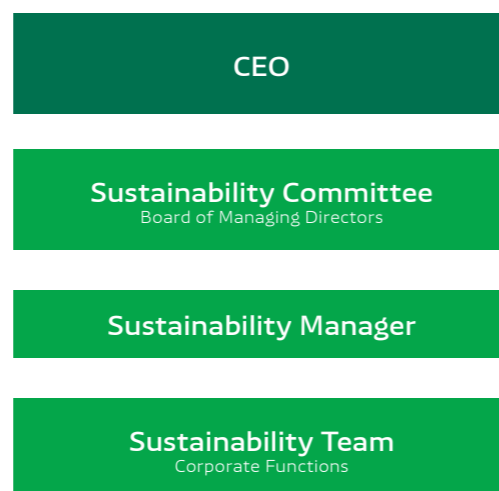 CEO
Sustainability Committee
Board of Managing Directors
Sustainability Manager
Sustainability Team
Corporate Functions